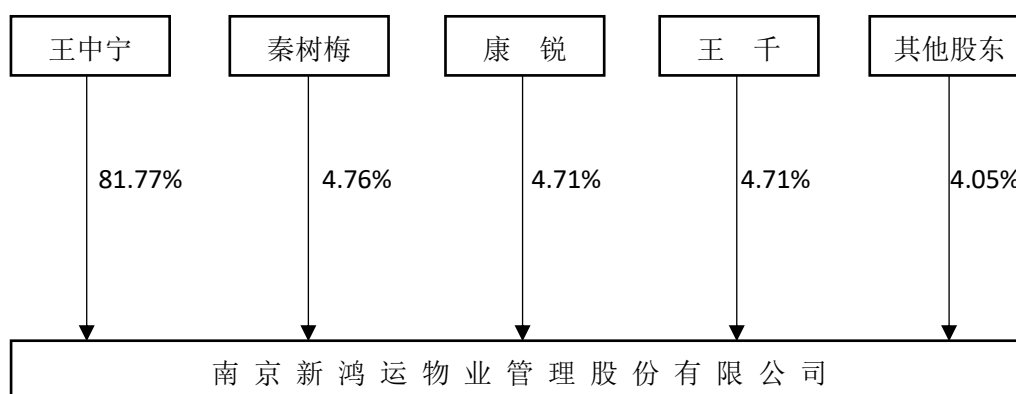 王中宁 秦树梅 康 锐 王 千 其他股东
81.77% 4.76% 4.71% 4.71% 4.05%
南京新鸿运物业管理股份有限公司